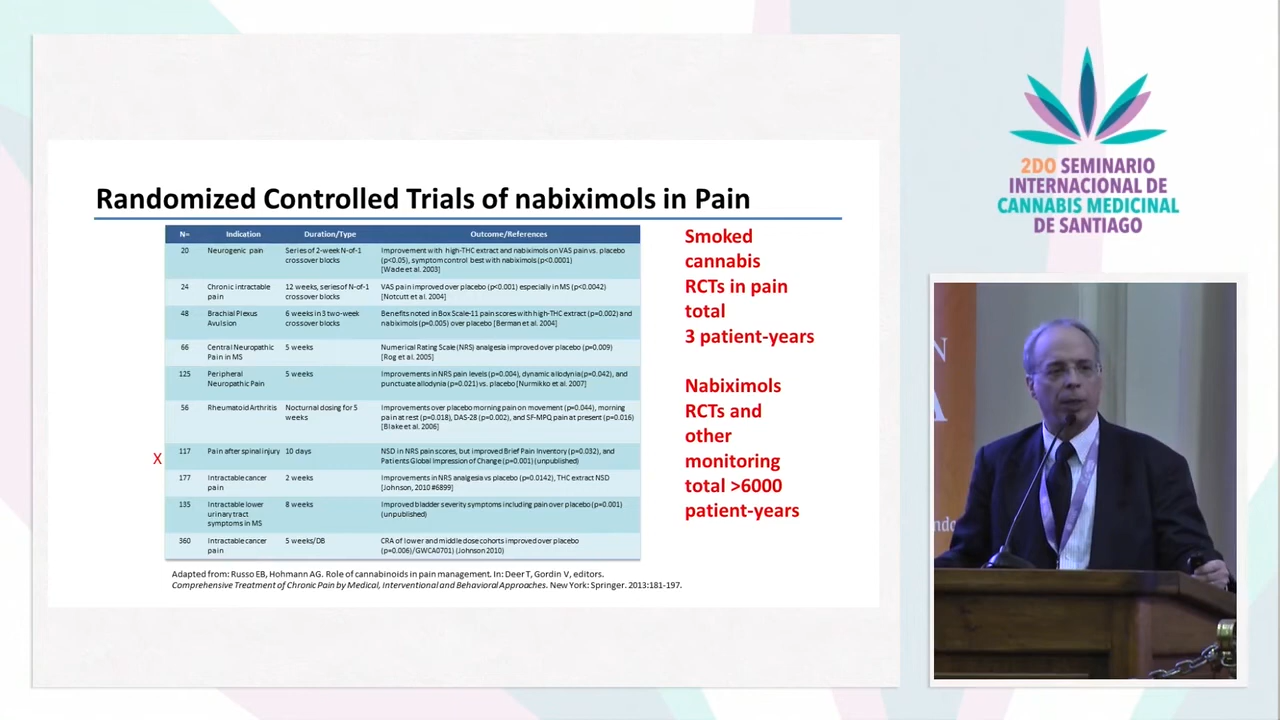 Randomized Controlled Trials of nabiximols in Pain
N= Indication Duration/Type Outcome/References
20 Neurogenic pain Series of 2-week N-of-1 crossover blocks Improvement with high-THC extract and nabiximols on VAS pain vs. placebo (p<0.05), symptom control best with nabiximols (p<0.0001) [Wade et al. 2003]
24 Chronic intractable pain 12 weeks, series of N-of-1 crossover blocks VAS pain improved over placebo (p<0.001) especially in MS (p<0.0042) [Notcutt et al. 2004]
48 Brachial Plexus Avulsion 6 weeks in 3 two-week crossover blocks Benefits noted in Box Scale-11 pain scores with high-THC extract (p=0.002) and nabiximols (p=0.005) over placebo [Berman et al. 2004]
66 Central Neuropathic Pain in MS 5 weeks Numerical Rating Scale (NRS) analgesia improved over placebo (p=0.009) [Rog et al. 2005]
125 Peripheral Neuropathic Pain 5 weeks Improvements in NRS pain levels (p=0.004), dynamic allodynia (p=0.042), and punctuate allodynia (p=0.021) vs. placebo [Nurmikko et al. 2007]
56 Rheumatoid Arthritis Nocturnal dosing for 5 weeks Improvements over placebo morning pain on movement (p=0.044), morning pain at rest (p=0.018), DAS-28 (p=0.002), and SF-MPQ pain at present (p=0.016) [Blake et al. 2006]
X 117 Pain after spinal injury 10 days NSD in NRS pain scores, but improved Brief Pain Inventory (p=0.032), and Patients Global Impression of Change (p=0.001) (unpublished)
177 Intractable cancer pain 2 weeks Improvements in NRS analgesia vs placebo (p=0.0142), THC extract NSD [Johnson, 2010 #6899]
135 Intractable lower urinary tract symptoms in MS 8 weeks Improved bladder severity symptoms including pain over placebo (p=0.001) (unpublished)
360 Intractable cancer pain 5 weeks/DB CRA of lower and middle dose cohorts improved over placebo (p=0.006)/GWCA0701) (Johnson 2010)
Adapted from: Russo EB, Hohmann AG. Role of cannabinoids in pain management. In: Deer T, Gordin V, editors.
Comprehensive Treatment of Chronic Pain by Medical, Interventional and Behavioral Approaches. New York: Springer. 2013:181-197.
Smoked
cannabis
RCTs in pain
total
3 patient-years
Nabiximols
RCTs and
other
monitoring
total >6000
patient-years
2DO SEMINARIO
INTERNACIONAL DE
CANNABIS MEDICINAL
DE SANTIAGO